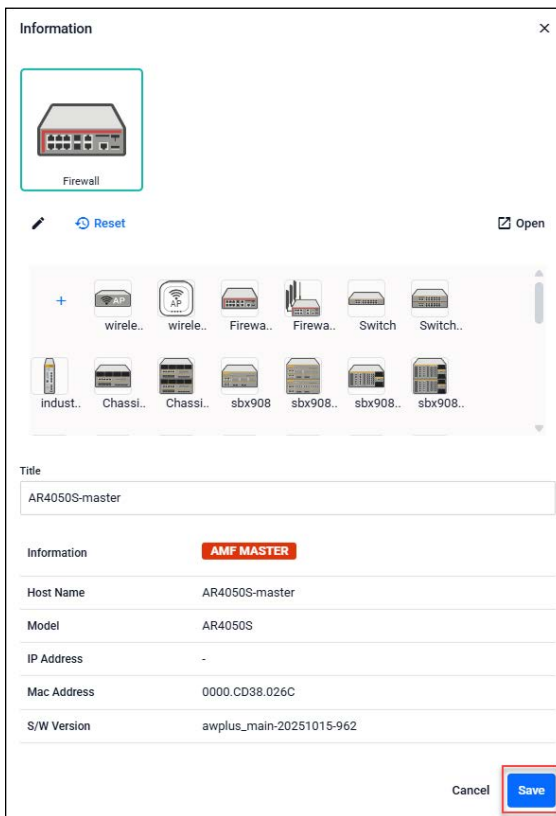 Information
Firewall
Reset
Open
wirele.. wirele.. Firewa.. Firewa.. Switch Switch..
indust.. Chassi.. Chassi.. sbx908 sbx908.. sbx908.. sbx908..
Title
AR4050S-master
Information AMF MASTER
Host Name AR4050S-master
Model AR4050S
IP Address -
Mac Address 0000.CD38.026C
S/W Version awplus_main-20251015-962
Cancel Save